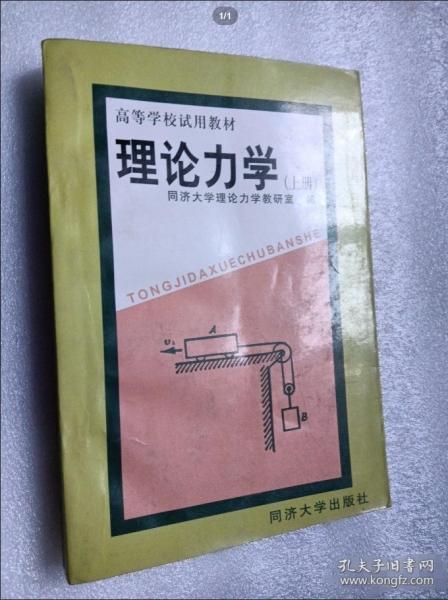 1/1
高等学校试用教材
理论力学(上册)
同济大学理论力学教研室 编
TONGJIDAXUECHUBANSHE
A
υ₁
B
同济大学出版社
孔夫子旧书网
www.kongfz.com